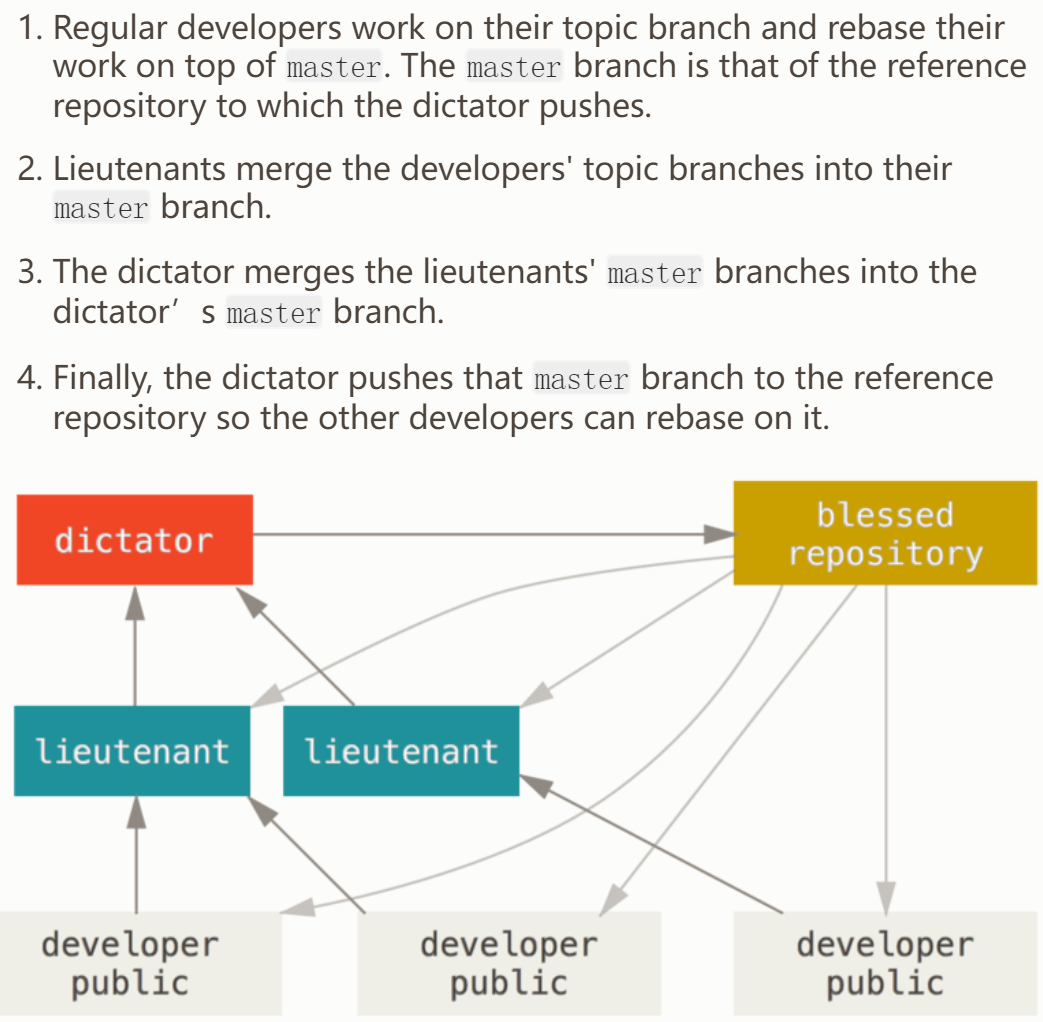 1. Regular developers work on their topic branch and rebase their
work on top of master. The master branch is that of the reference
repository to which the dictator pushes.
2. Lieutenants merge the developers' topic branches into their
master branch.
3. The dictator merges the lieutenants' master branches into the
dictator’s master branch.
4. Finally, the dictator pushes that master branch to the reference
repository so the other developers can rebase on it.
dictator
blessed
repository
lieutenant
lieutenant
developer
public
developer
public
developer
public